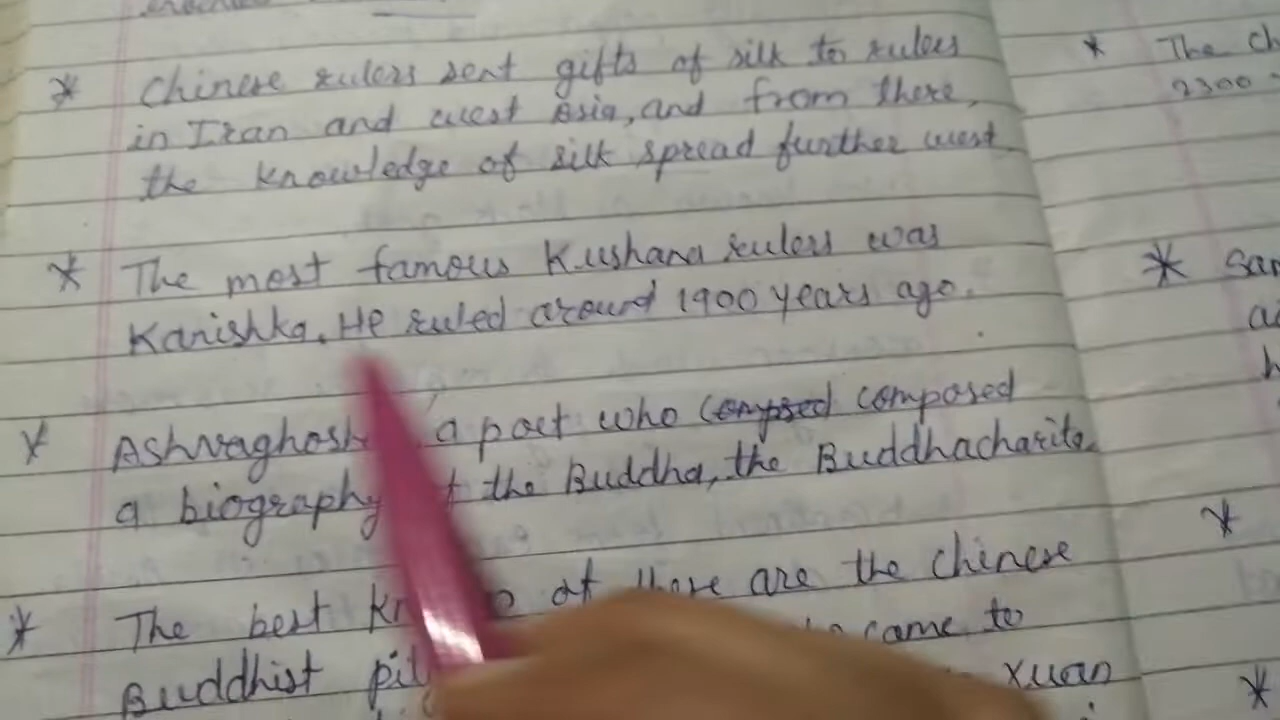 * Chinese rulers sent gifts of silk to rulers
in Iran and west Asia, and from there,
the knowledge of silk spread further west
* The most famous Kushana rulers was
Kanishka. He ruled around 1900 years ago.
* Ashvaghosh a poet who composed composed
a biography the Buddha, the Buddhacharita.
* The best of these are the Chinese
came to
Buddhist Xuan
* The
2300
*
*
*